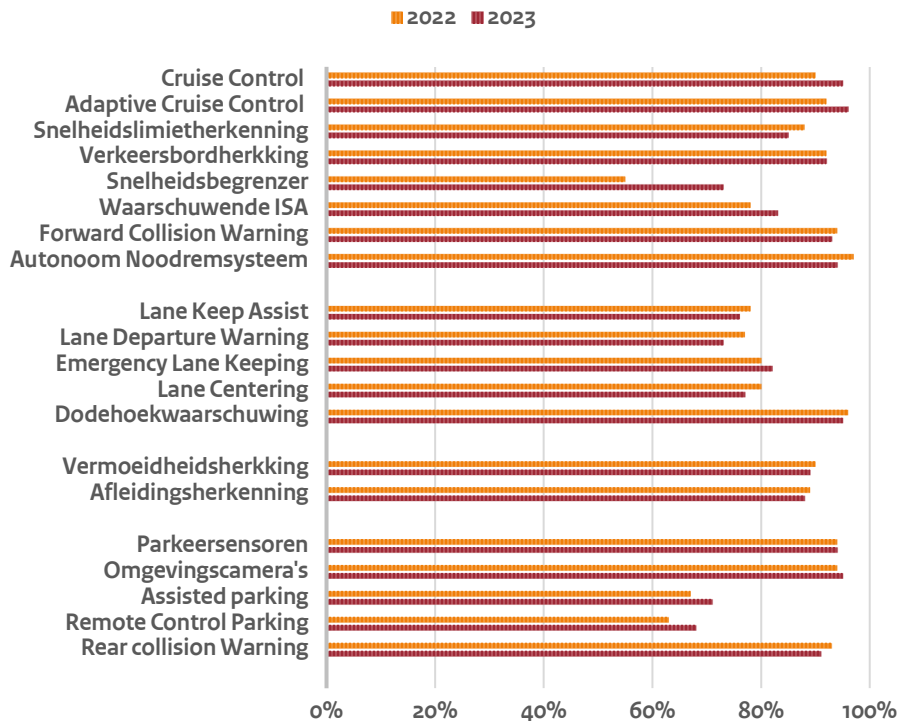 2022 2023
Cruise Control
Adaptive Cruise Control
Snelheidslimietherkenning
Verkeersbordherkking
Snelheidsbegrenzer
Waarschuwende ISA
Forward Collision Warning
Autonoom Noodremsysteem
Lane Keep Assist
Lane Departure Warning
Emergency Lane Keeping
Lane Centering
Dodehoekwaarschuwing
Vermoeidheidsherkking
Afleidingsherkenning
Parkeersensoren
Omgevingscamera's
Assisted parking
Remote Control Parking
Rear collision Warning
0% 20% 40% 60% 80% 100%